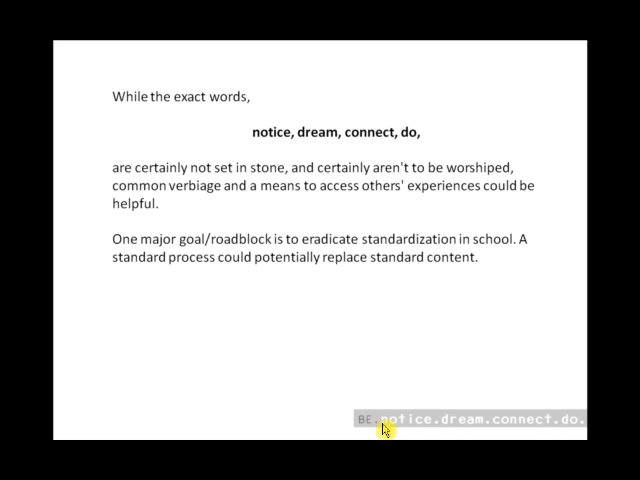 While the exact words,
notice, dream, connect, do,
are certainly not set in stone, and certainly aren't to be worshiped,
common verbiage and a means to access others' experiences could be
helpful.
One major goal/roadblock is to eradicate standardization in school. A
standard process could potentially replace standard content.
BE.notice.dream.connect.do.